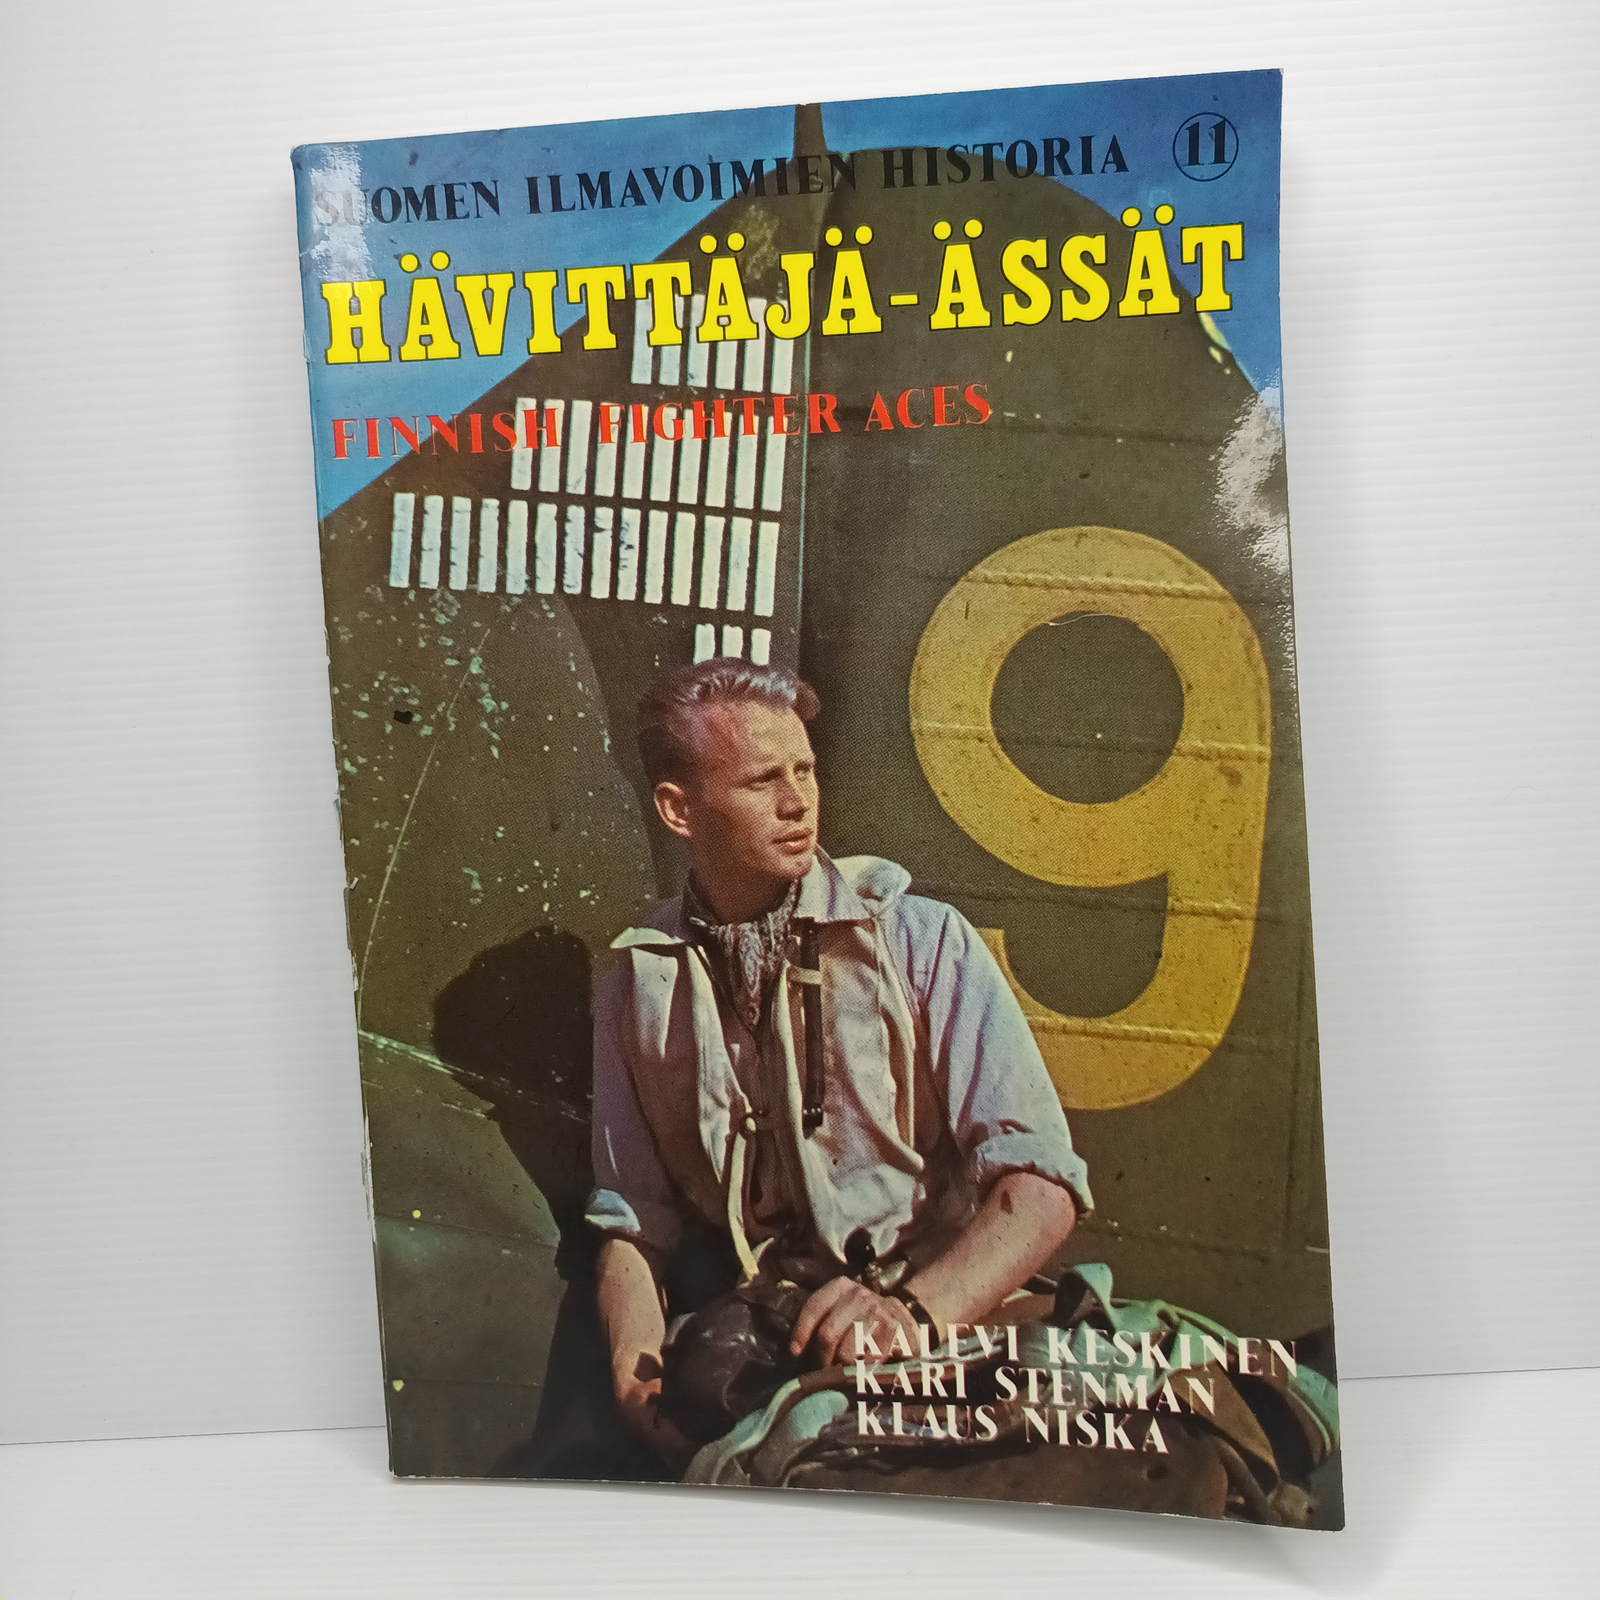 SUOMEN ILMAVOIMIEN HISTORIA 11
HÄVITTÄJÄ-ÄSSÄT
FINNISH FIGHTER ACES
9
KALEVI KESKINEN
KARI STENMAN
KLAUS NISKA